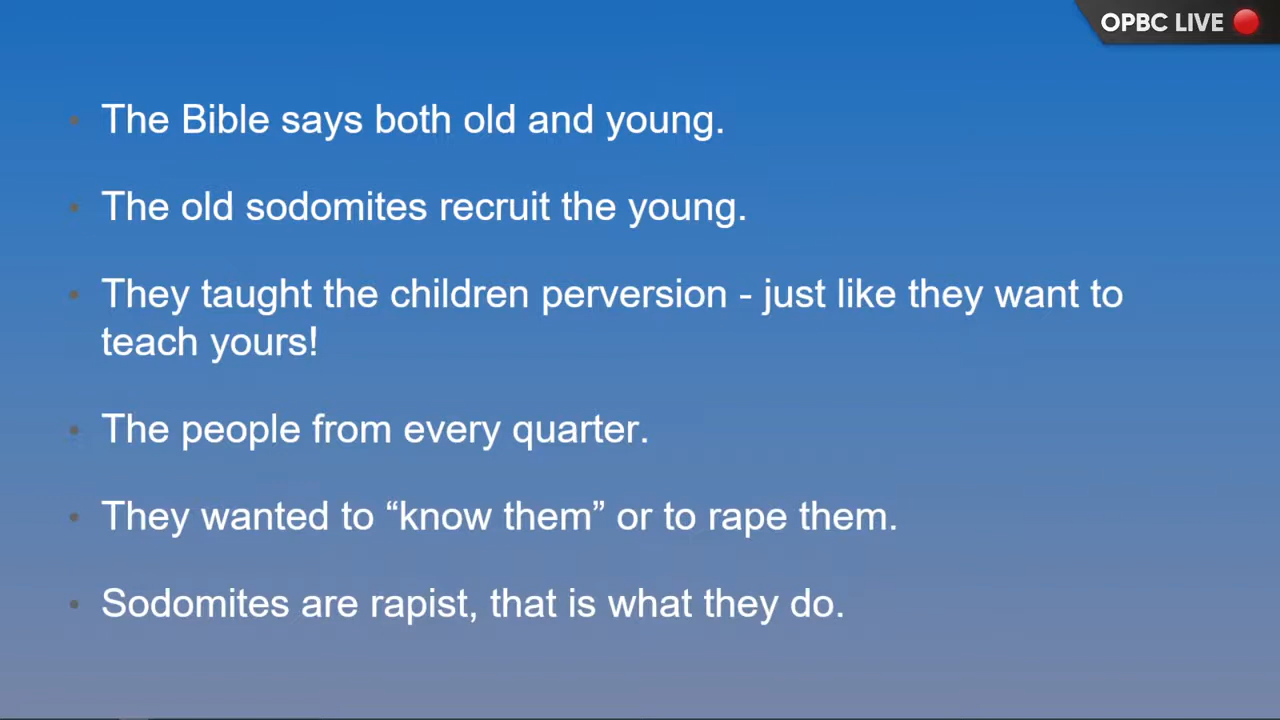 OPBC LIVE
• The Bible says both old and young.
• The old sodomites recruit the young.
• They taught the children perversion - just like they want to
teach yours!
• The people from every quarter.
• They wanted to “know them” or to rape them.
• Sodomites are rapist, that is what they do.